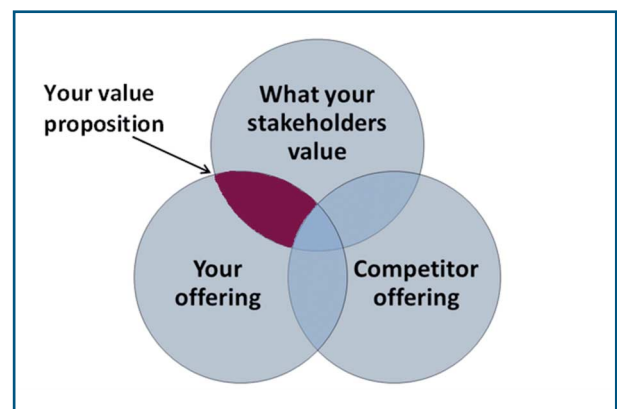 Your value
proposition
What your
stakeholders
value
Your
offering
Competitor
offering